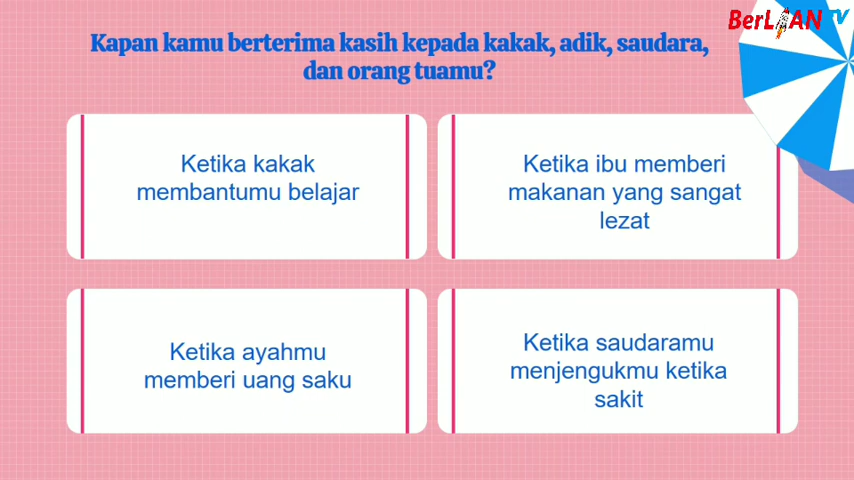 BerLIAN TV
Kapan kamu berterima kasih kepada kakak, adik, saudara,
dan orang tuamu?
Ketika kakak
membantumu belajar
Ketika ibu memberi
makanan yang sangat
lezat
Ketika ayahmu
memberi uang saku
Ketika saudaramu
menjengukmu ketika
sakit